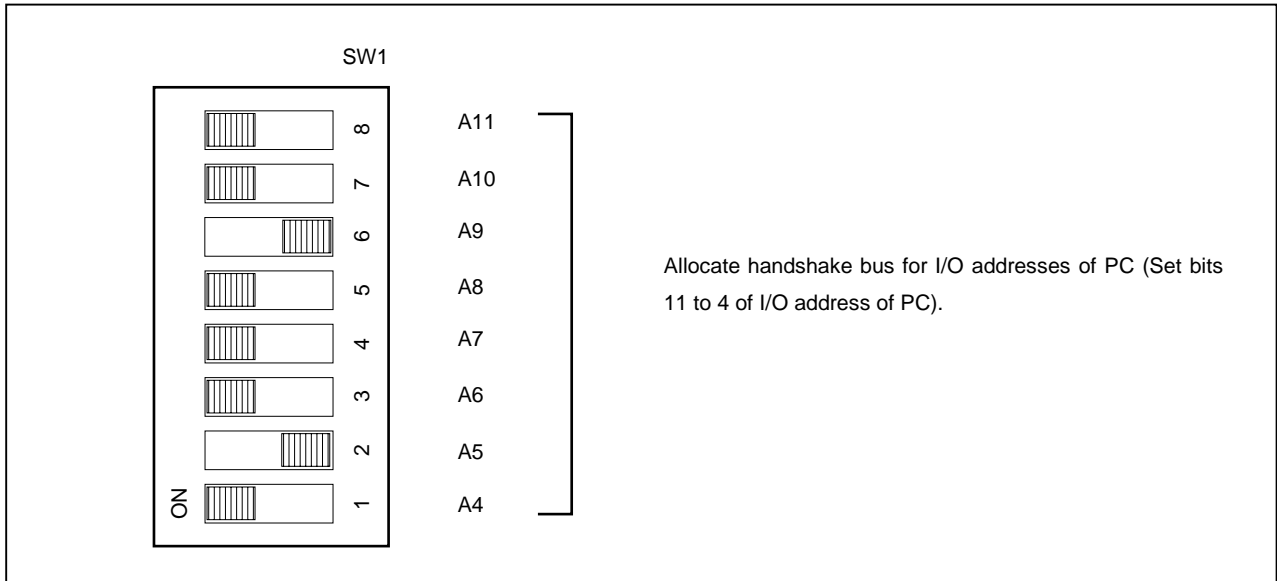 SW1
8 A11
7 A10
6 A9
5 A8
4 A7
3 A6
2 A5
ON 1 A4
Allocate handshake bus for I/O addresses of PC (Set bits
11 to 4 of I/O address of PC).